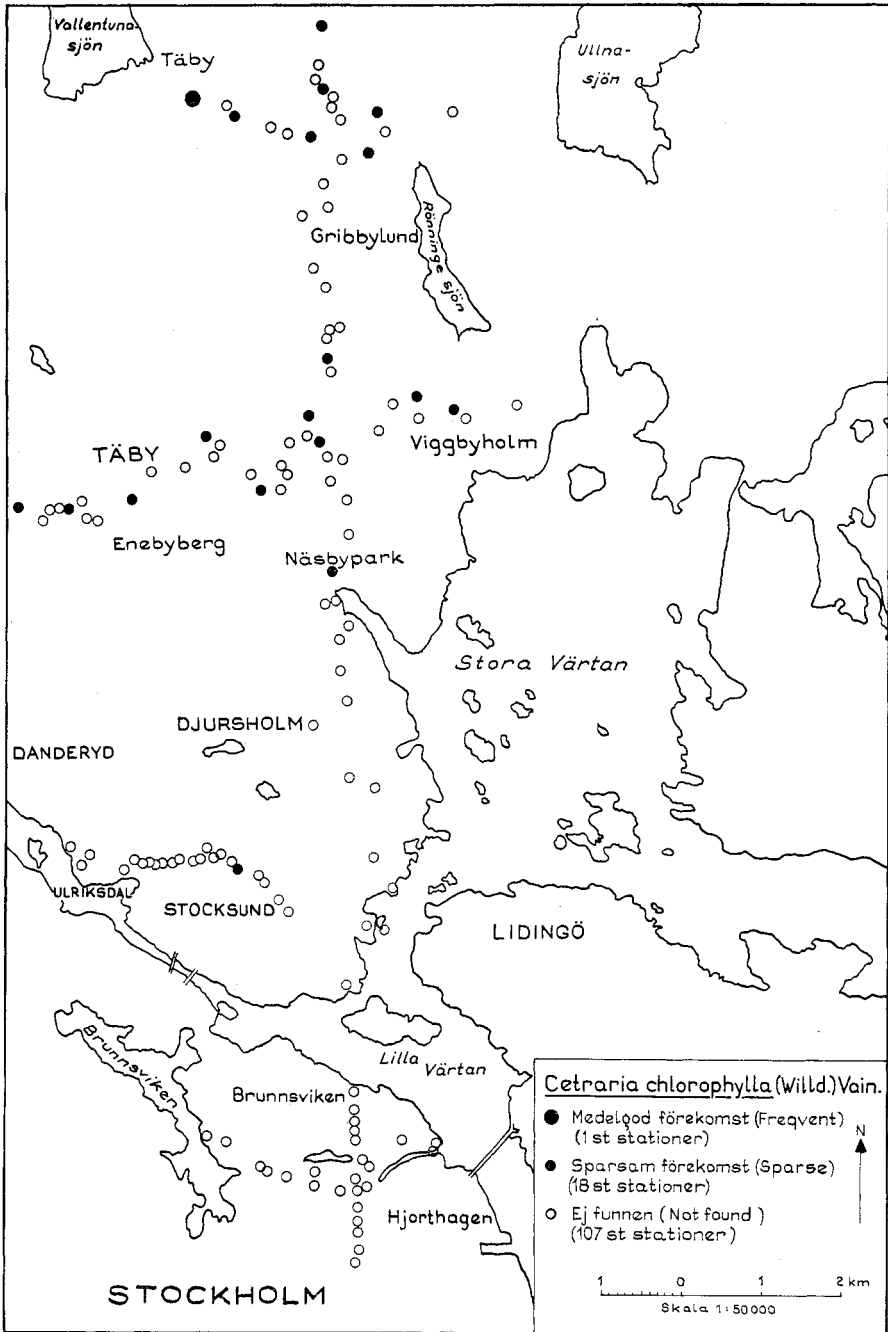 Vallentuna-
sjön
Täby
Ullna-
sjön
Gribbylund
Rönninge sjön
TÄBY
Viggbyholm
Enebyberg
Näsbypark
Stora Värtan
DJURSHOLM
DANDERYD
ULRIKSDAL
STOCKSUND
LIDINGÖ
Brunnsviken
Lilla
Värtan
Brunnsviken
Hjorthagen
STOCKHOLM
Cetraria chlorophylla (Willd.) Vain.
Medelgod förekomst (Freqvent)
(1 st stationer)
N
Sparsam förekomst (Sparse)
(18 st stationer)
Ej funnen (Not found)
(107 st stationer)
1 0 1 2 km
Skala 1:50000